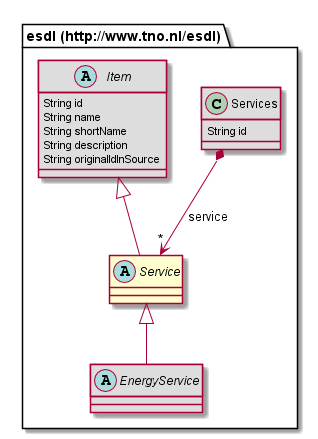 esdl (http://www.tno.nl/esdl)
A Item
String id
String name
String shortName
String description
String originalIdInSource
C Services
String id
service
*
A Service
A EnergyService